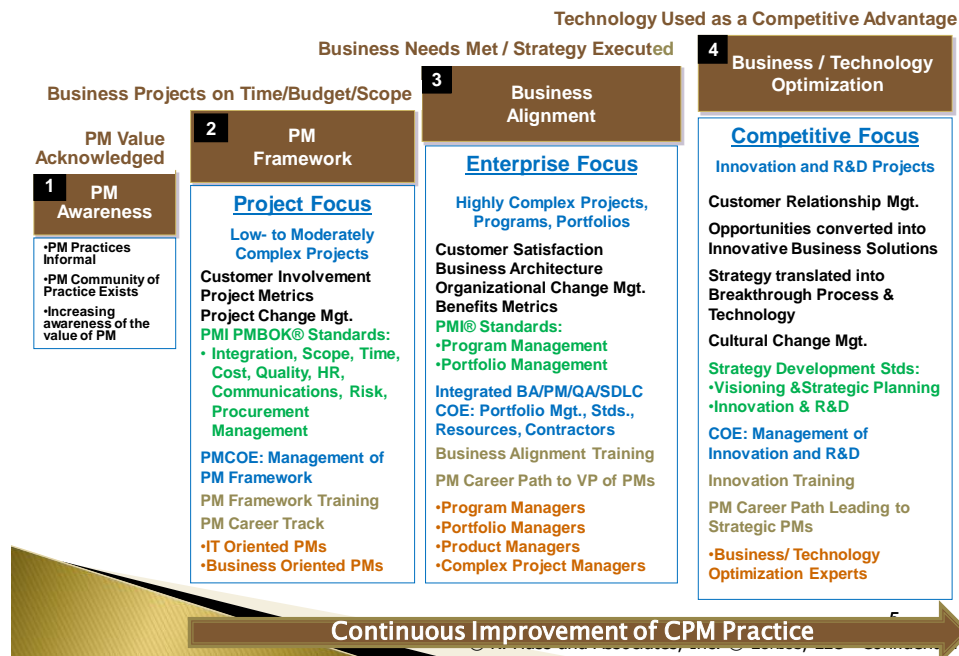 Technology Used as a Competitive Advantage
Business Needs Met / Strategy Executed
Business Projects on Time/Budget/Scope
PM Value
Acknowledged
1
PM
Awareness
•PM Practices
Informal
•PM Community of
Practice Exists
•Increasing
awareness of the
value of PM
2
PM
Framework
Project Focus
Low- to Moderately
Complex Projects
Customer Involvement
Project Metrics
Project Change Mgt.
PMI PMBOK® Standards:
• Integration, Scope, Time,
Cost, Quality, HR,
Communications, Risk,
Procurement
Management
PMCOE: Management of
PM Framework
PM Framework Training
PM Career Track
•IT Oriented PMs
•Business Oriented PMs
3
Business
Alignment
Enterprise Focus
Highly Complex Projects,
Programs, Portfolios
Customer Satisfaction
Business Architecture
Organizational Change Mgt.
Benefits Metrics
PMI® Standards:
•Program Management
•Portfolio Management
Integrated BA/PM/QA/SDLC
COE: Portfolio Mgt., Stds.,
Resources, Contractors
Business Alignment Training
PM Career Path to VP of PMs
•Program Managers
•Portfolio Managers
•Product Managers
•Complex Project Managers
4
Business / Technology
Optimization
Competitive Focus
Innovation and R&D Projects
Customer Relationship Mgt.
Opportunities converted into
Innovative Business Solutions
Strategy translated into
Breakthrough Process &
Technology
Cultural Change Mgt.
Strategy Development Stds:
•Visioning &Strategic Planning
•Innovation & R&D
COE: Management of
Innovation and R&D
Innovation Training
PM Career Path Leading to
Strategic PMs
•Business/ Technology
Optimization Experts
Continuous Improvement of CPM Practice